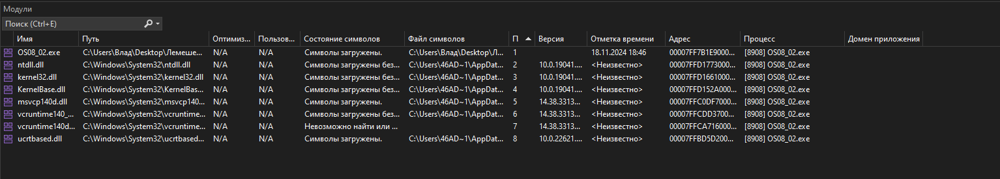 Модули
Поиск (Ctrl+E)
Имя Путь Оптимиз... Пользов... Состояние символов Файл символов П Версия Отметка времени Адрес Процесс Домен приложения
OS08_02.exe C:\Users\Влад\Desktop\Лемеше... N/A N/A Символы загружены. C:\Users\Влад\Desktop\Л... 1 18.11.2024 18:46 00007FF7B1E9000... [8908] OS08_02.exe
ntdll.dll C:\Windows\System32\ntdll.dll N/A N/A Символы загружены без... C:\Users\46AD~1\AppDat... 2 10.0.19041.... <Неизвестно> 00007FFD1773000... [8908] OS08_02.exe
kernel32.dll C:\Windows\System32\kernel32.dll N/A N/A Символы загружены без... C:\Users\46AD~1\AppDat... 3 10.0.19041.... <Неизвестно> 00007FFD1661000... [8908] OS08_02.exe
KernelBase.dll C:\Windows\System32\KernelBas... N/A N/A Символы загружены без... C:\Users\46AD~1\AppDat... 4 10.0.19041.... <Неизвестно> 00007FFD152A000... [8908] OS08_02.exe
msvcp140d.dll C:\Windows\System32\msvcp140... N/A N/A Символы загружены. C:\Users\46AD~1\AppDat... 5 14.38.3313... <Неизвестно> 00007FFC0DF7000... [8908] OS08_02.exe
vcruntime140_... C:\Windows\System32\vcruntime... N/A N/A Символы загружены без... C:\Users\46AD~1\AppDat... 6 14.38.3313... <Неизвестно> 00007FFCDD3700... [8908] OS08_02.exe
vcruntime140d... C:\Windows\System32\vcruntime... N/A N/A Невозможно найти или ... 7 14.38.3313... <Неизвестно> 00007FFCA716000... [8908] OS08_02.exe
ucrtbased.dll C:\Windows\System32\ucrtbased.... N/A N/A Символы загружены. C:\Users\46AD~1\AppDat... 8 10.0.22621.... <Неизвестно> 00007FFBD5D200... [8908] OS08_02.exe